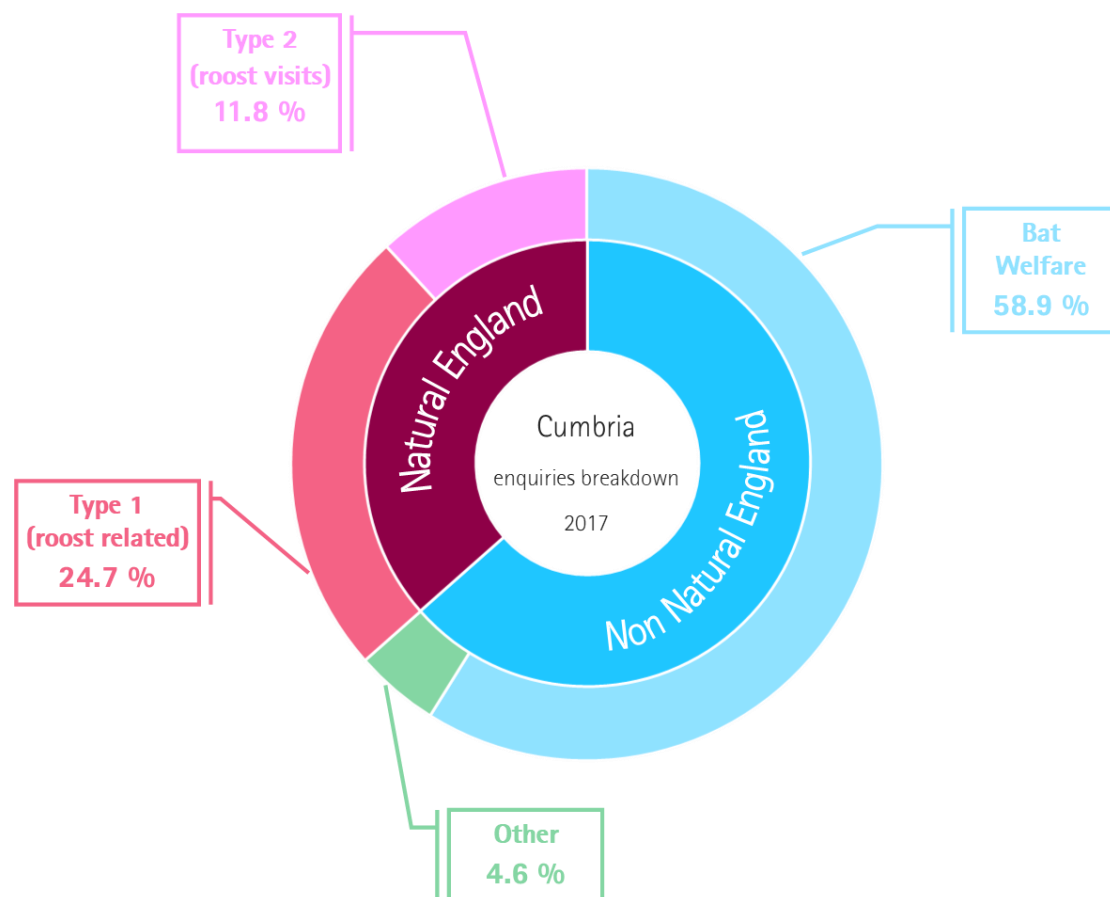 Type 2
(roost visits)
11.8 %
Bat
Welfare
58.9 %
Natural England
Cumbria
enquiries breakdown
2017
Non Natural England
Type 1
(roost related)
24.7 %
Other
4.6 %